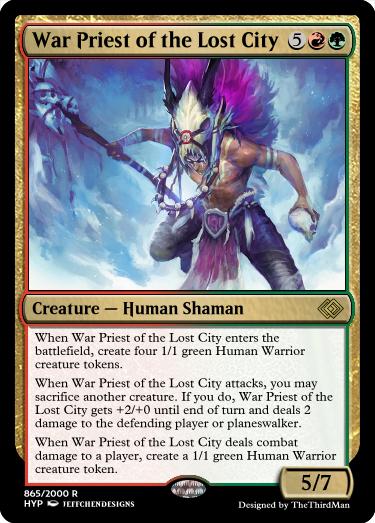 War Priest of the Lost City 5
Creature — Human Shaman
When War Priest of the Lost City enters the
battlefield, create four 1/1 green Human Warrior
creature tokens.
When War Priest of the Lost City attacks, you may
sacrifice another creature. If you do, War Priest of the
Lost City gets +2/+0 until end of turn and deals 2
damage to the defending player or planeswalker.
When War Priest of the Lost City deals combat
damage to a player, create a 1/1 green Human Warrior
creature token.
5/7
865/2000 R
HYP JEFFCHENDESIGNS
Designed by TheThirdMan